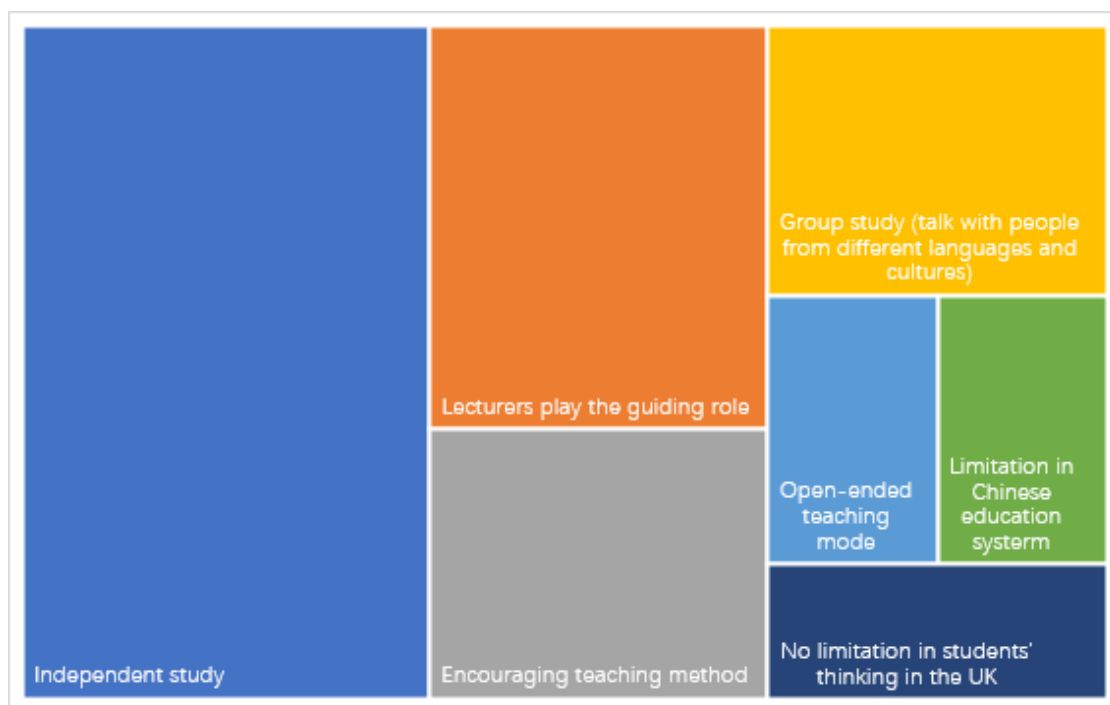 Independent study
Lecturers play the guiding role
Encouraging teaching method
Group study (talk with people
from different languages and
cultures)
Open-ended
teaching
mode
Limitation in
Chinese
education
systerm
No limitation in students'
thinking in the UK